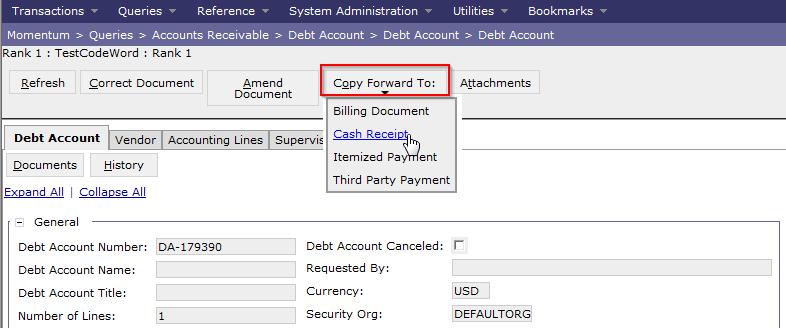 Transactions Queries Reference System Administration Utilities Bookmarks
Momentum > Queries > Accounts Receivable > Debt Account > Debt Account > Debt Account
Rank 1 : TestCodeWord : Rank 1
Refresh Correct Document Amend Document Copy Forward To: Attachments
Billing Document
Cash Receipt
Itemized Payment
Third Party Payment
Debt Account Vendor Accounting Lines Supervis
Documents History
Expand All | Collapse All
General
Debt Account Number: DA-179390 Debt Account Canceled:
Debt Account Name: Requested By:
Debt Account Title: Currency: USD
Number of Lines: 1 Security Org: DEFAULTORG